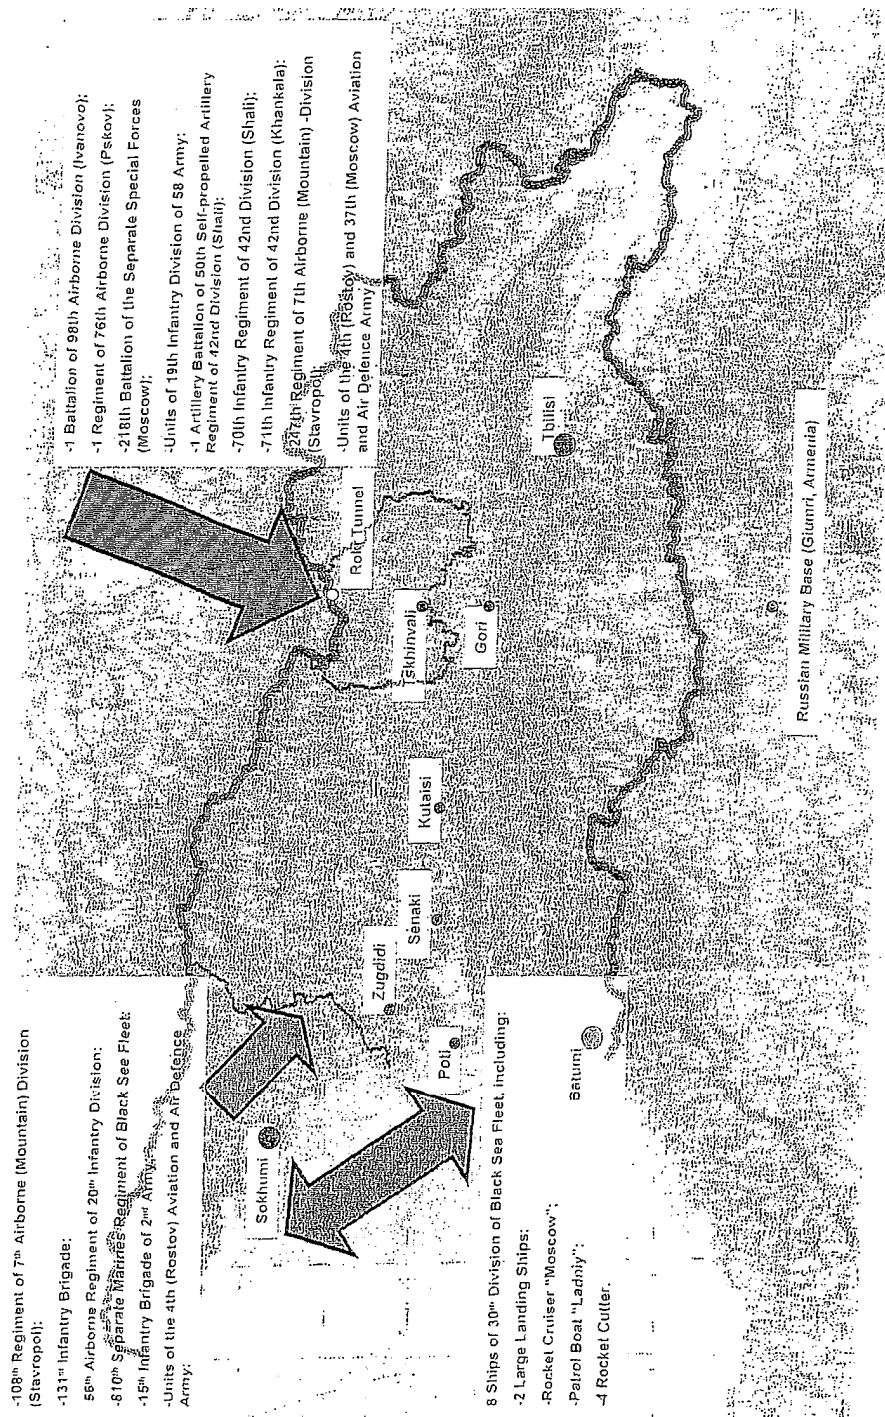 -108th Regiment of 7th Airborne (Mountain) Division
(Stavropol);
-131st Infantry Brigade;
56th Airborne Regiment of 20th Infantry Division;
-810th Separate Marines Regiment of Black See Fleet;
-15th Infantry Brigade of 2nd Army;
-Units of the 4th (Rostov) Aviation and Air Defence
Army;
-1 Battalion of 98th Airborne Division (Ivanovo);
-1 Regiment of 76th Airborne Division (Pskov);
-218th Battalion of the Separate Special Forces
(Moscow);
-Units of 19th Infantry Division of 58 Army;
-1 Artillery Battalion of 50th Self-propelled Artillery
Regiment of 42nd Division (Shali);
-70th Infantry Regiment of 42nd Division (Shali);
-71th Infantry Regiment of 42nd Division (Khankala);
-247th Regiment of 7th Airborne (Mountain) -Division
(Stavropol);
-Units of the 4th (Rostov) and 37th (Moscow) Aviation
and Air Defence Army
Sokhumi
Roki Tunnel
Zugdidi
Senaki
Kutaisi
Tskhinvali
Poti
Gori
Tbilisi
8 Ships of 30th Division of Black Sea Fleet, including:
-2 Large Landing Ships;
-Rocket Cruiser "Moscow";
-Patrol Boat "Ladniy";
-4 Rocket Cutter.
Batumi
Russian Military Base (Giumri, Armenia)